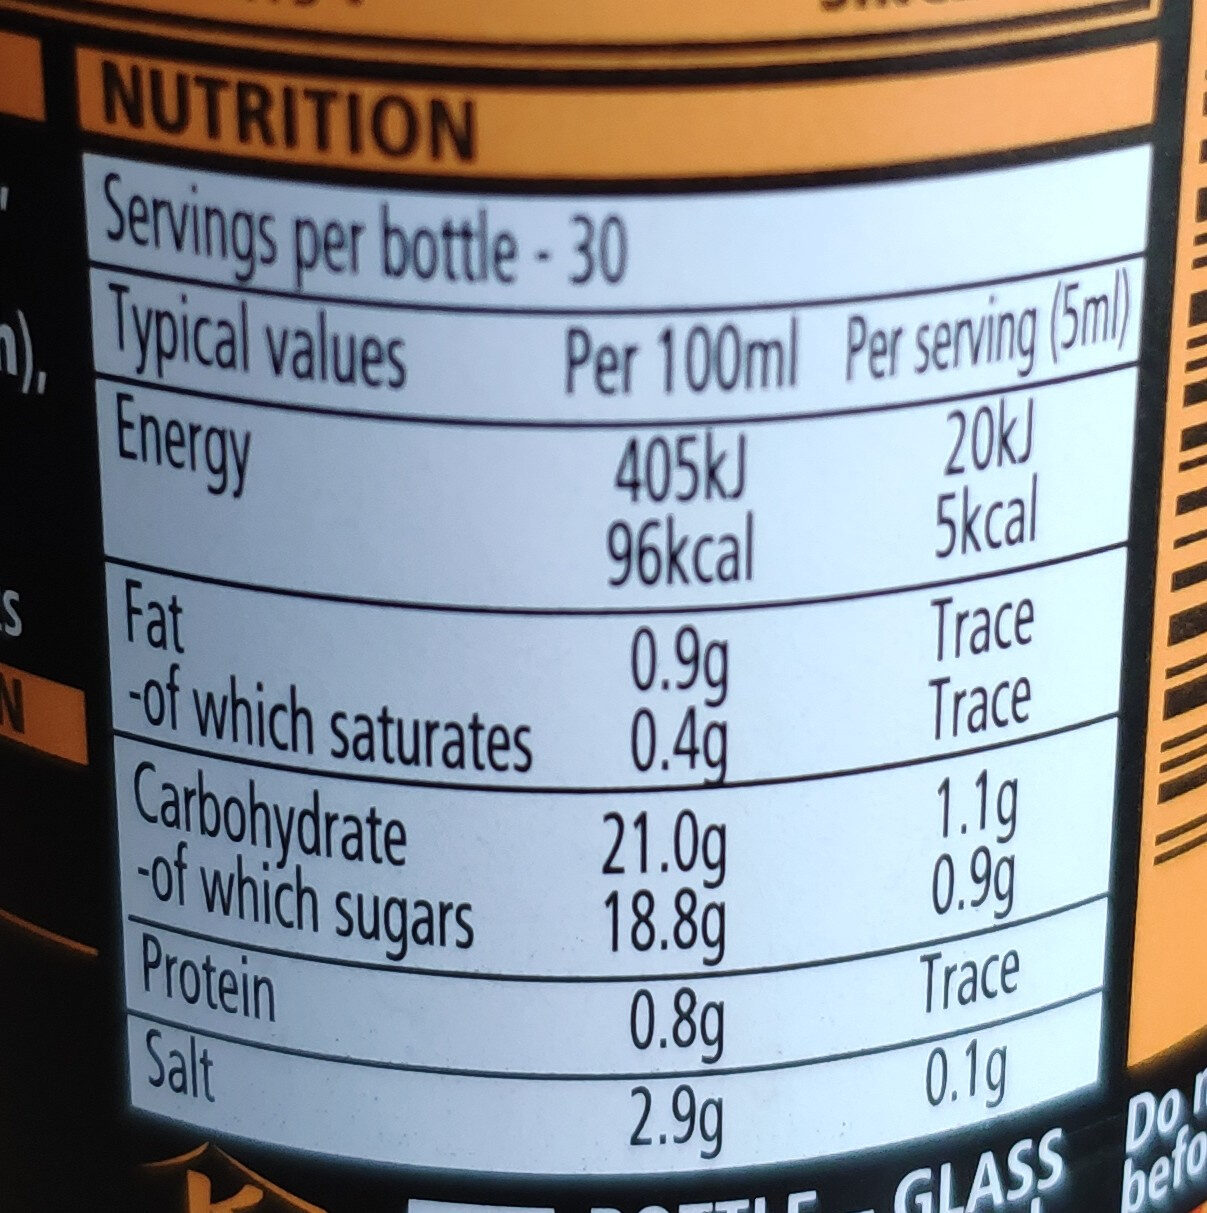 NUTRITION
Servings per bottle - 30
Typical values Per 100ml Per serving (5ml)
Energy 405kJ 20kJ
96kcal 5kcal
Fat 0.9g Trace
-of which saturates 0.4g Trace
Carbohydrate 21.0g 1.1g
-of which sugars 18.8g 0.9g
Protein 0.8g Trace
Salt 2.9g 0.1g
BOTTLE - GLASS
Do